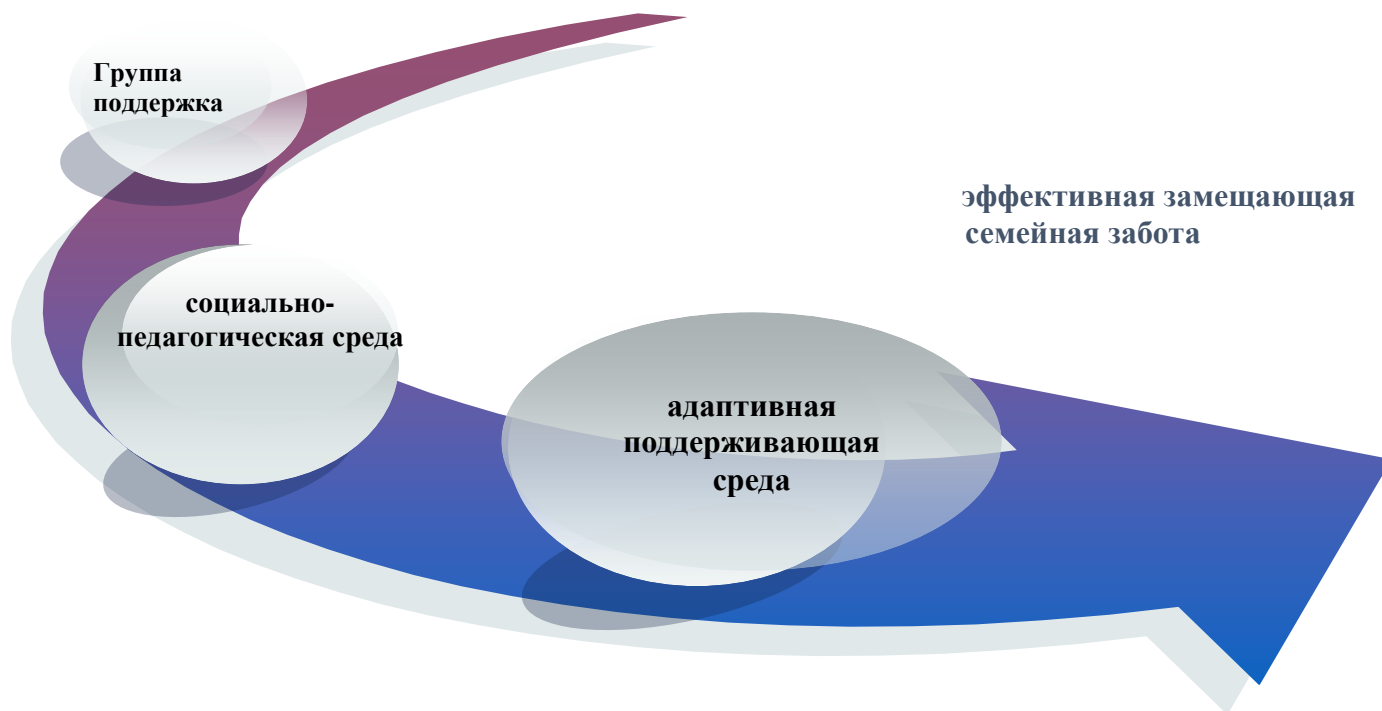 Группа
поддержка
эффективная замещающая
семейная забота
социально-
педагогическая среда
адаптивная
поддерживающая
среда